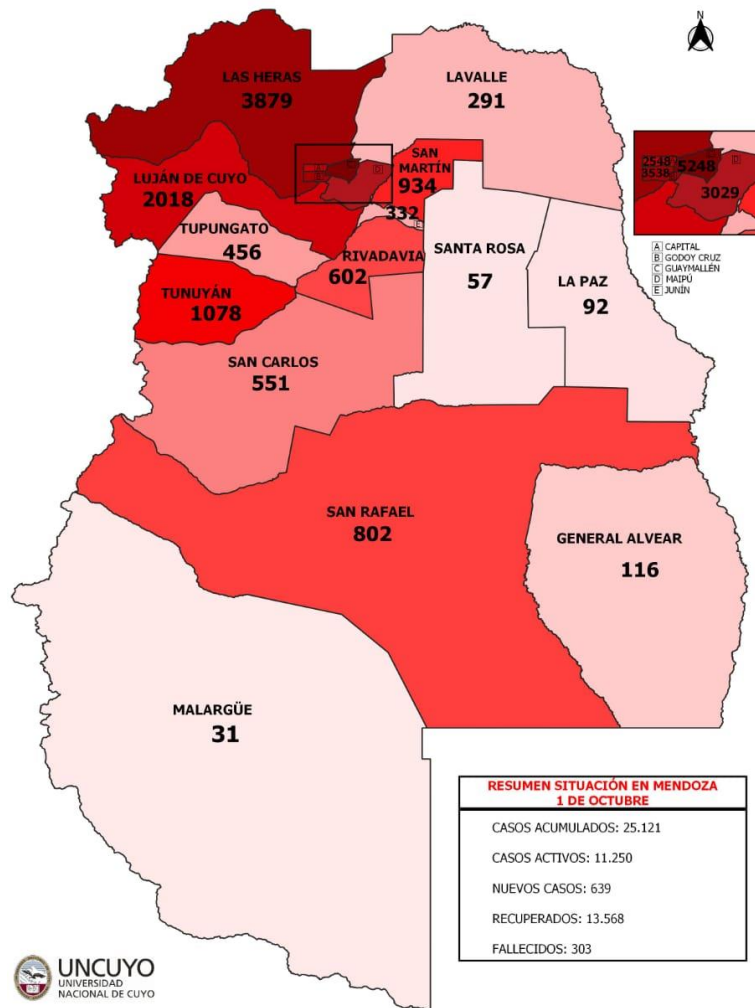 N
LAS HERAS
3879
LAVALLE
291
SAN
MARTÍN
934
LUJÁN DE CUYO
2018
332
E
D
TUPUNGATO
456
RIVADAVIA
602
SANTA ROSA
57
LA PAZ
92
TUNUYÁN
1078
SAN CARLOS
551
2548
3538
5248
D
3029
A CAPITAL
B GODOY CRUZ
C GUAYMALLÉN
D MAIPÚ
E JUNÍN
SAN RAFAEL
802
GENERAL ALVEAR
116
MALARGÜE
31
RESUMEN SITUACIÓN EN MENDOZA
1 DE OCTUBRE
CASOS ACUMULADOS: 25.121
CASOS ACTIVOS: 11.250
NUEVOS CASOS: 639
RECUPERADOS: 13.568
FALLECIDOS: 303
UNCUYO
UNIVERSIDAD
NACIONAL DE CUYO